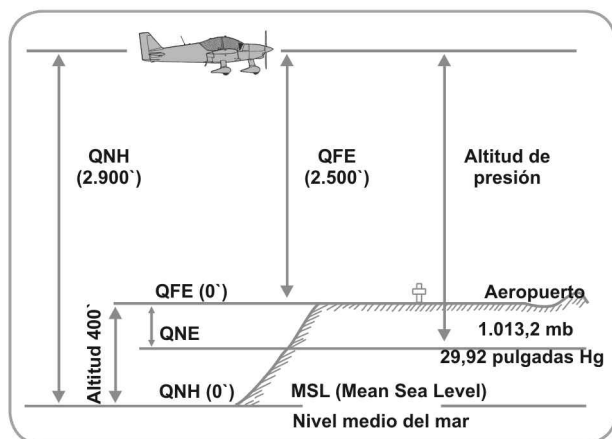 QNH
(2.900`)
QFE
(2.500`)
Altitud de
presión
QFE (0`)
Aeropuerto
Altitud 400`
QNE
1.013,2 mb
29,92 pulgadas Hg
QNH (0`)
MSL (Mean Sea Level)
Nivel medio del mar